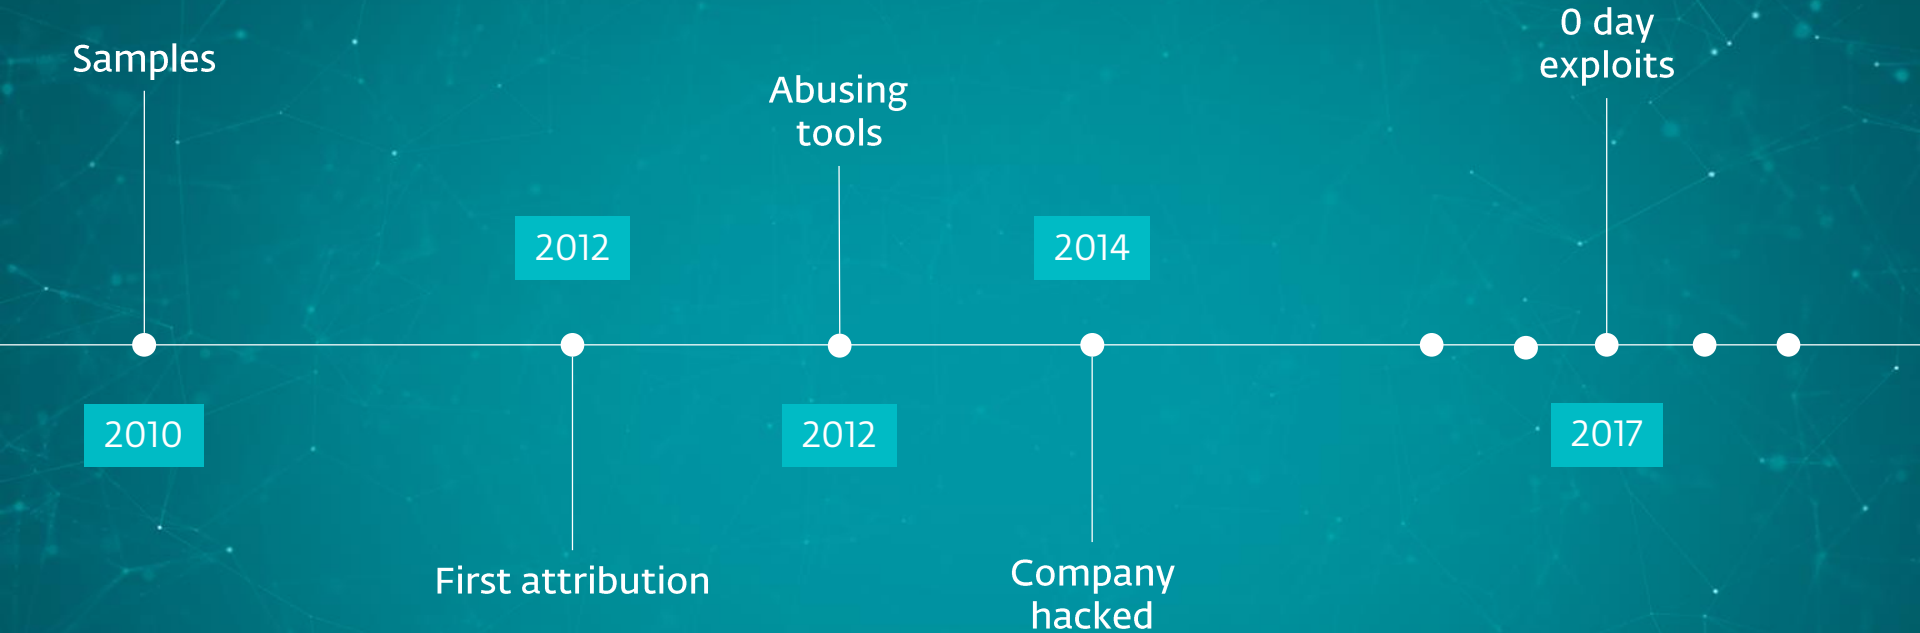 Samples
2010
2012
First attribution
Abusing
tools
2012
2014
Company
hacked
0 day
exploits
2017